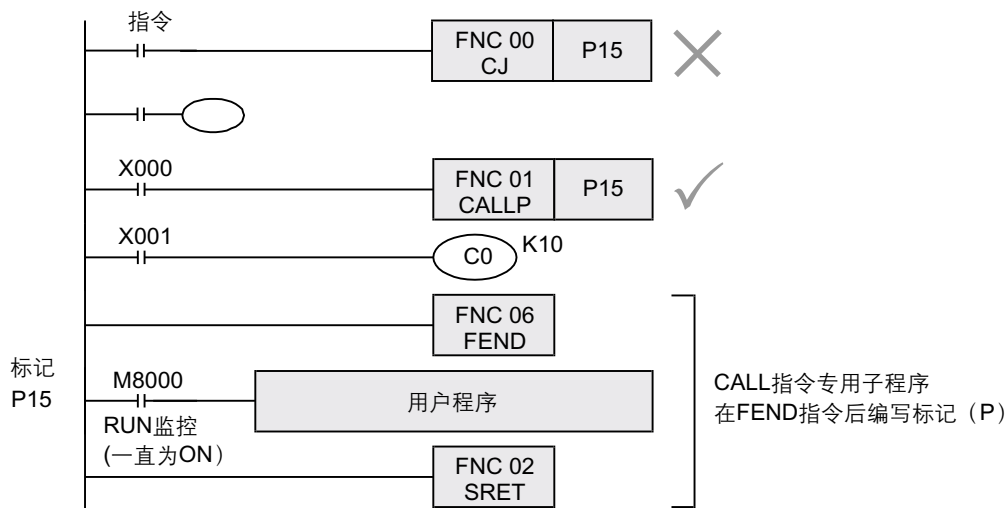 指令
FNC 00
CJ
P15
X000
FNC 01
CALLP
P15
X001
C0
K10
FNC 06
FEND
标记
P15
M8000
用户程序
RUN监控
(一直为ON）
CALL指令专用子程序
在FEND指令后编写标记（P）
FNC 02
SRET